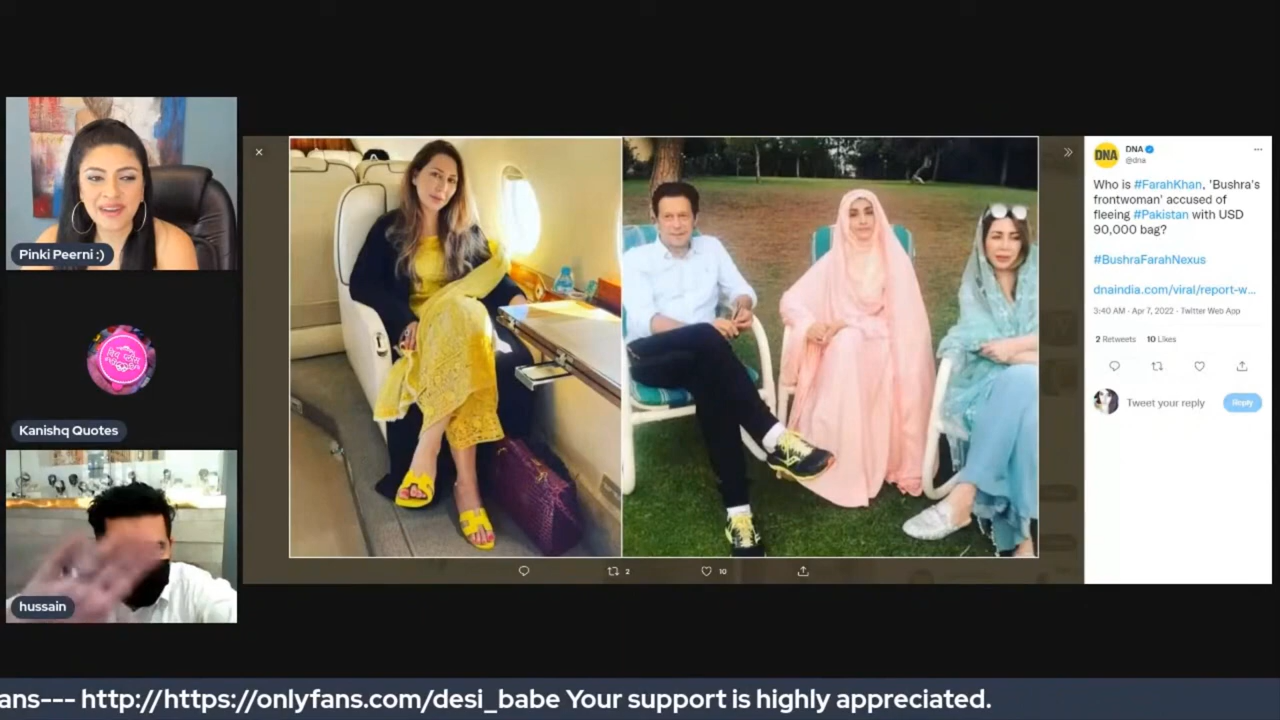 Pinki Peerni :)
Kanishq Quotes
hussain
DNA
DNA
@dna
Who is #FarahKhan, 'Bushra's
frontwoman' accused of
fleeing #Pakistan with USD
90,000 bag?
#BushraFarahNexus
dnaindia.com/viral/report-w...
3:40 AM · Apr 7, 2022 · Twitter Web App
2 Retweets 10 Likes
Tweet your reply
Reply
2
10
ans--- http://https://onlyfans.com/desi_babe Your support is highly appreciated.